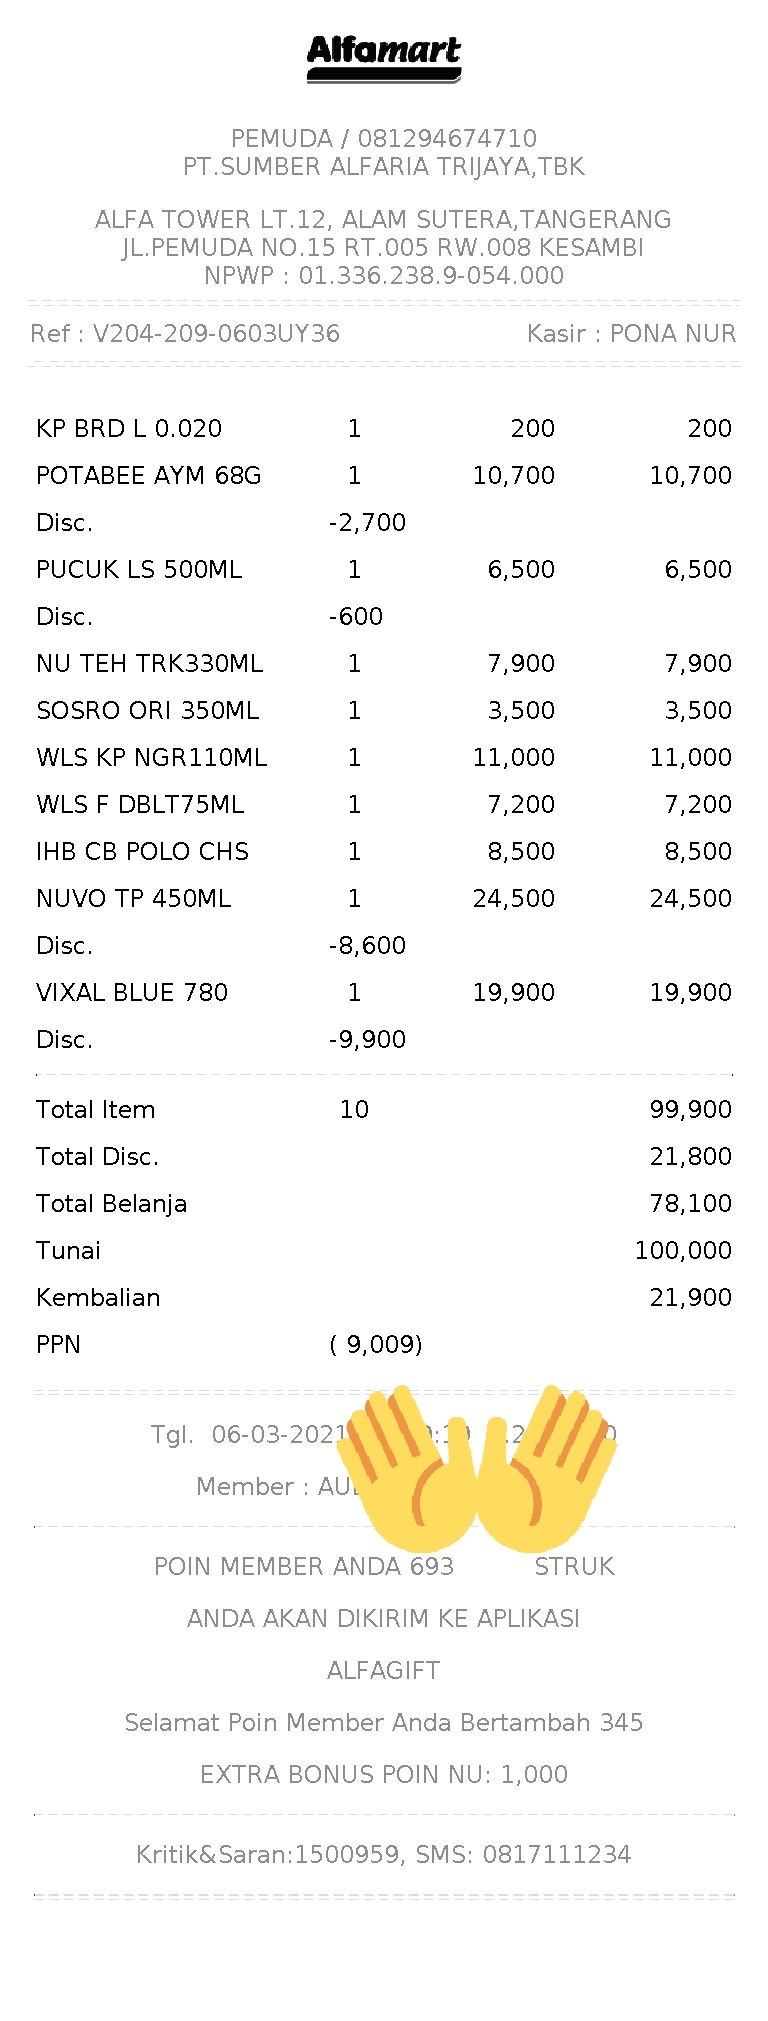 Alfamart
PEMUDA / 081294674710
PT.SUMBER ALFARIA TRIJAYA,TBK
ALFA TOWER LT.12, ALAM SUTERA,TANGERANG
JL.PEMUDA NO.15 RT.005 RW.008 KESAMBI
NPWP : 01.336.238.9-054.000
Ref : V204-209-0603UY36 Kasir : PONA NUR
KP BRD L 0.020 1 200 200
POTABEE AYM 68G 1 10,700 10,700
Disc. -2,700
PUCUK LS 500ML 1 6,500 6,500
Disc. -600
NU TEH TRK330ML 1 7,900 7,900
SOSRO ORI 350ML 1 3,500 3,500
WLS KP NGR110ML 1 11,000 11,000
WLS F DBLT75ML 1 7,200 7,200
IHB CB POLO CHS 1 8,500 8,500
NUVO TP 450ML 1 24,500 24,500
Disc. -8,600
VIXAL BLUE 780 1 19,900 19,900
Disc. -9,900
Total Item 10 99,900
Total Disc. 21,800
Total Belanja 78,100
Tunai 100,000
Kembalian 21,900
PPN ( 9,009)
Tgl. 06-03-2021
Member :
POIN MEMBER ANDA 693 STRUK
ANDA AKAN DIKIRIM KE APLIKASI
ALFAGIFT
Selamat Poin Member Anda Bertambah 345
EXTRA BONUS POIN NU: 1,000
Kritik&Saran:1500959, SMS: 0817111234